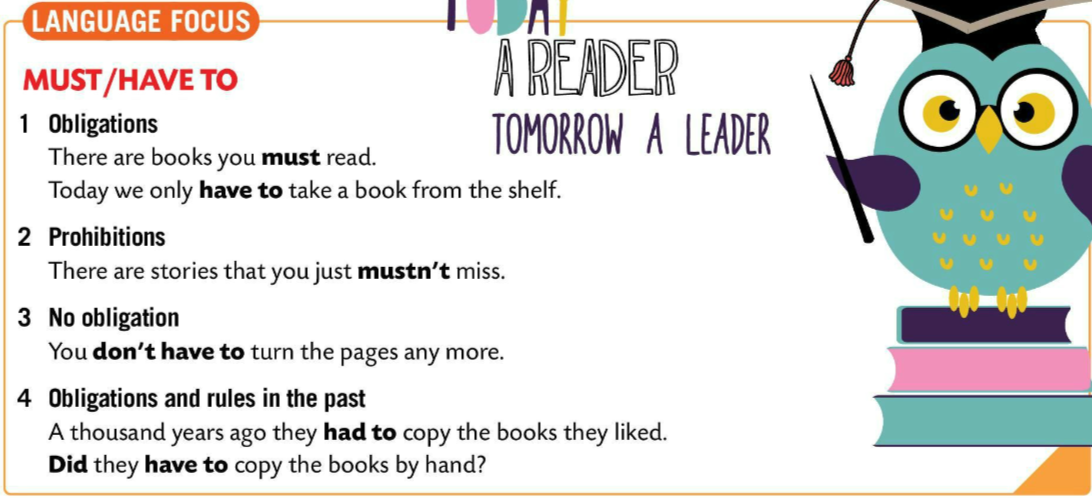 LANGUAGE FOCUS
TODAY
A READER
TOMORROW A LEADER
MUST/HAVE TO
1 Obligations
There are books you must read.
Today we only have to take a book from the shelf.
2 Prohibitions
There are stories that you just mustn't miss.
3 No obligation
You don't have to turn the pages any more.
4 Obligations and rules in the past
A thousand years ago they had to copy the books they liked.
Did they have to copy the books by hand?